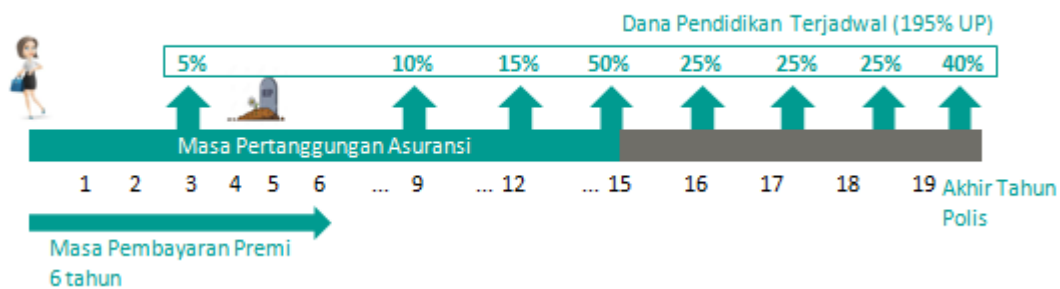 Dana Pendidikan Terjadwal (195% UP)
5% 10% 15% 50% 25% 25% 25% 40%
RIP
Masa Pertanggungan Asuransi
1 2 3 4 5 6 ... 9 ... 12 ... 15 16 17 18 19 Akhir Tahun
Polis
Masa Pembayaran Premi
6 tahun